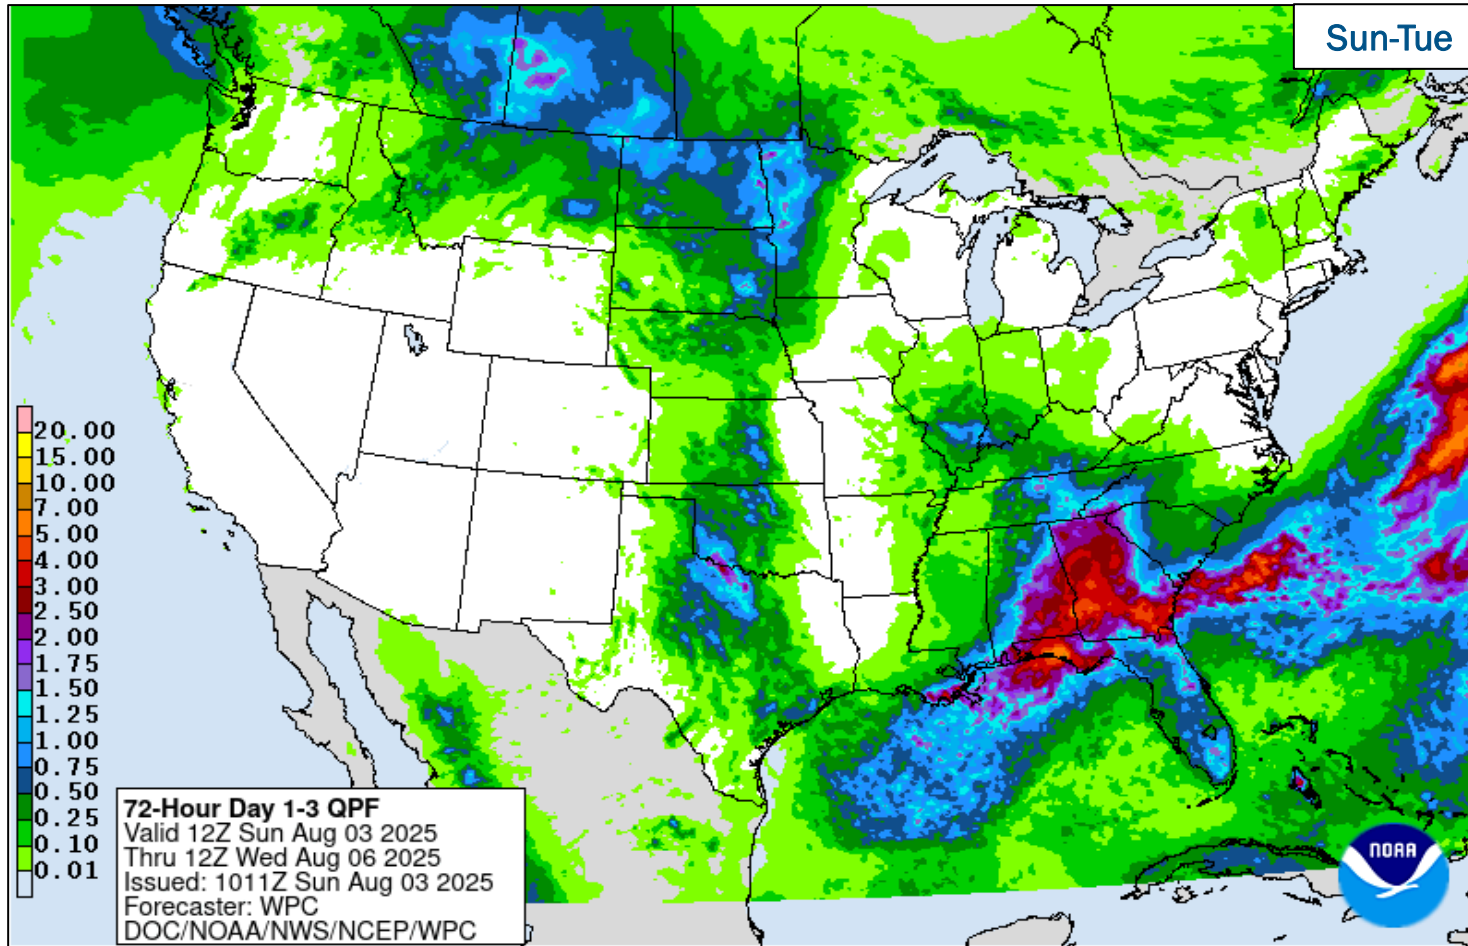 Sun-Tue
20.00
15.00
10.00
7.00
5.00
4.00
3.00
2.50
2.00
1.75
1.50
1.25
1.00
0.75
0.50
0.25
0.10
0.01
72-Hour Day 1-3 QPF
Valid 12Z Sun Aug 03 2025
Thru 12Z Wed Aug 06 2025
Issued: 1011Z Sun Aug 03 2025
Forecaster: WPC
DOC/NOAA/NWS/NCEP/WPC
NOAA